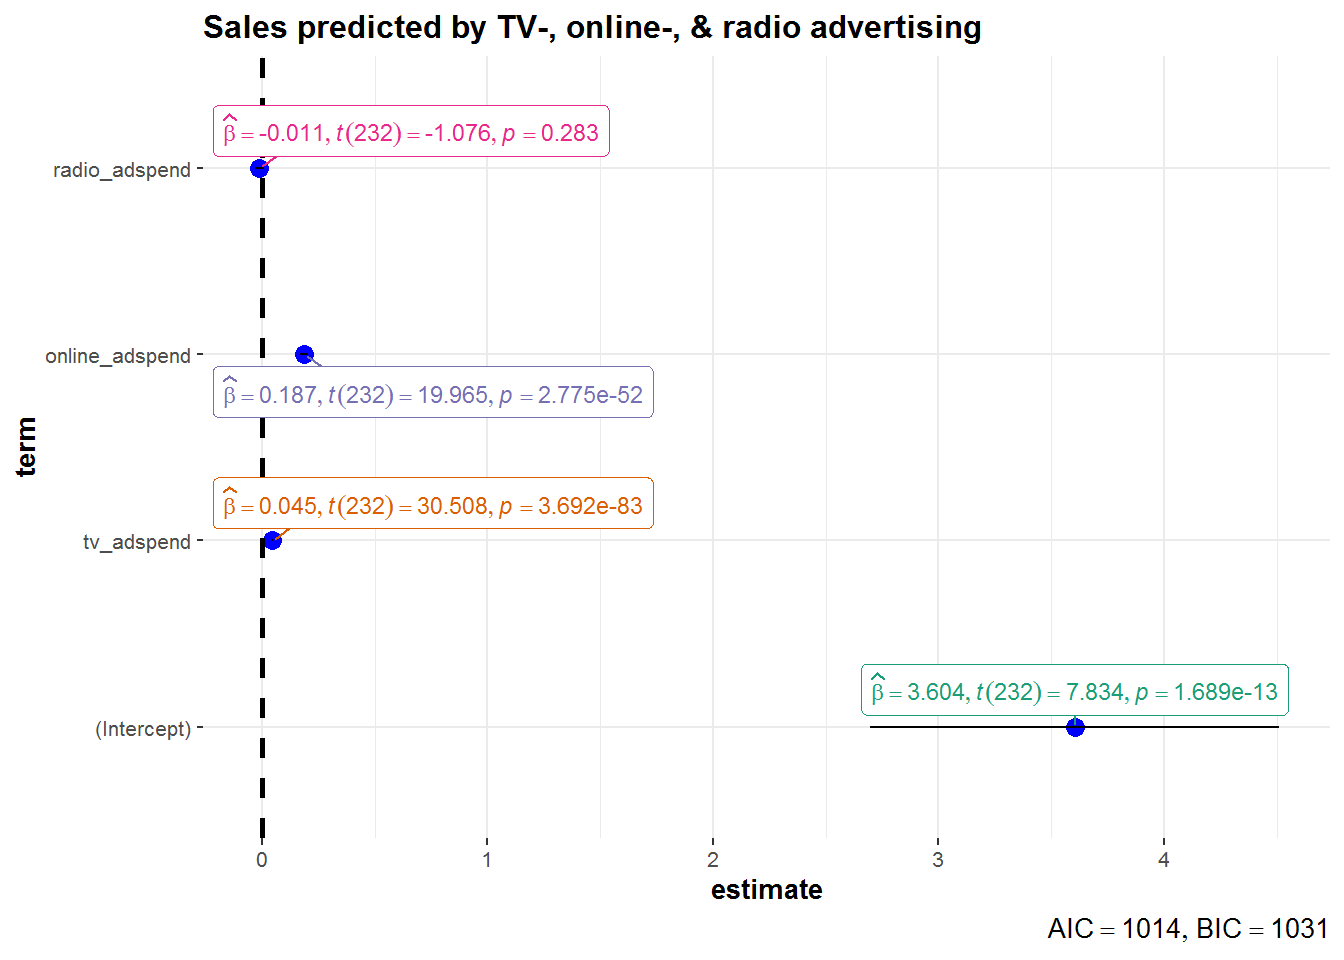 Sales predicted by TV-, online-, & radio advertising
β̂ = -0.011, t(232) = -1.076, p = 0.283
radio_adspend
online_adspend
β̂ = 0.187, t(232) = 19.965, p = 2.775e-52
term
β̂ = 0.045, t(232) = 30.508, p = 3.692e-83
tv_adspend
β̂ = 3.604, t(232) = 7.834, p = 1.689e-13
(Intercept)
0 1 2 3 4
estimate
AIC = 1014, BIC = 1031